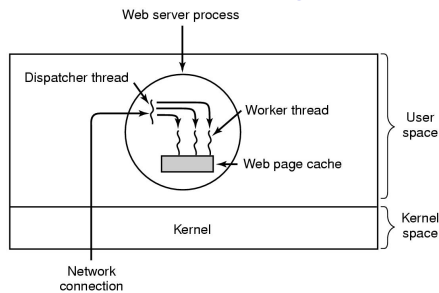 Web server process
Dispatcher thread
Worker thread
User
space
Web page cache
Kernel
Kernel
space
Network
connection